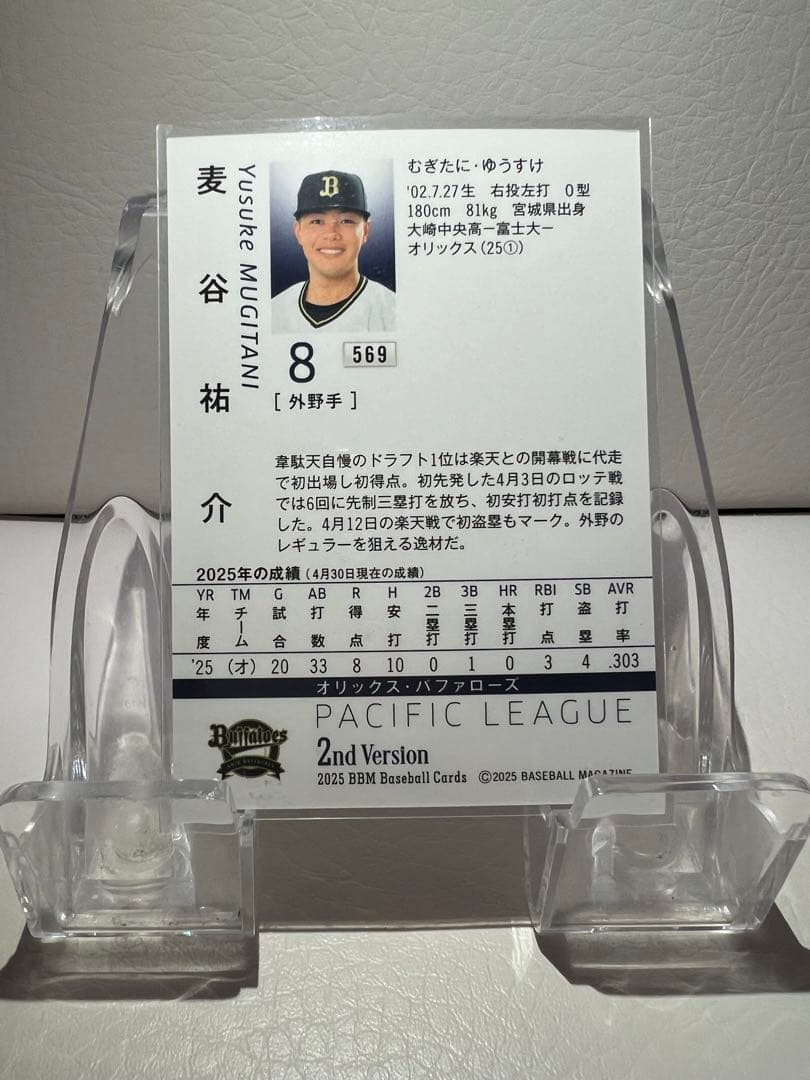 麦谷祐介
Yusuke MUGITANI
B
むぎたに・ゆうすけ
'02.7.27生 右投左打 O型
180cm 81kg 宮城県出身
大崎中央高ー富士大ー
オリックス(25①)
8
569
[ 外野手 ]
韋駄天自慢のドラフト1位は楽天との開幕戦に代走
で初出場し初得点。初先発した4月3日のロッテ戦
では6回に先制三塁打を放ち、初安打初打点を記録
した。4月12日の楽天戦で初盗塁もマーク。外野の
レギュラーを狙える逸材だ。
2025年の成績(4月30日現在の成績)
YR TM G AB R H 2B 3B HR RBI SB AVR
年度 チーム 試合 打数 得点 安打 二塁打 三塁打 本塁打 打点 盗塁 打率
'25 (オ) 20 33 8 10 0 1 0 3 4 .303
オリックス・バファローズ
PACIFIC LEAGUE
Buffaloes
2nd Version
2025 BBM Baseball Cards ©2025 BASEBALL MAGAZINE